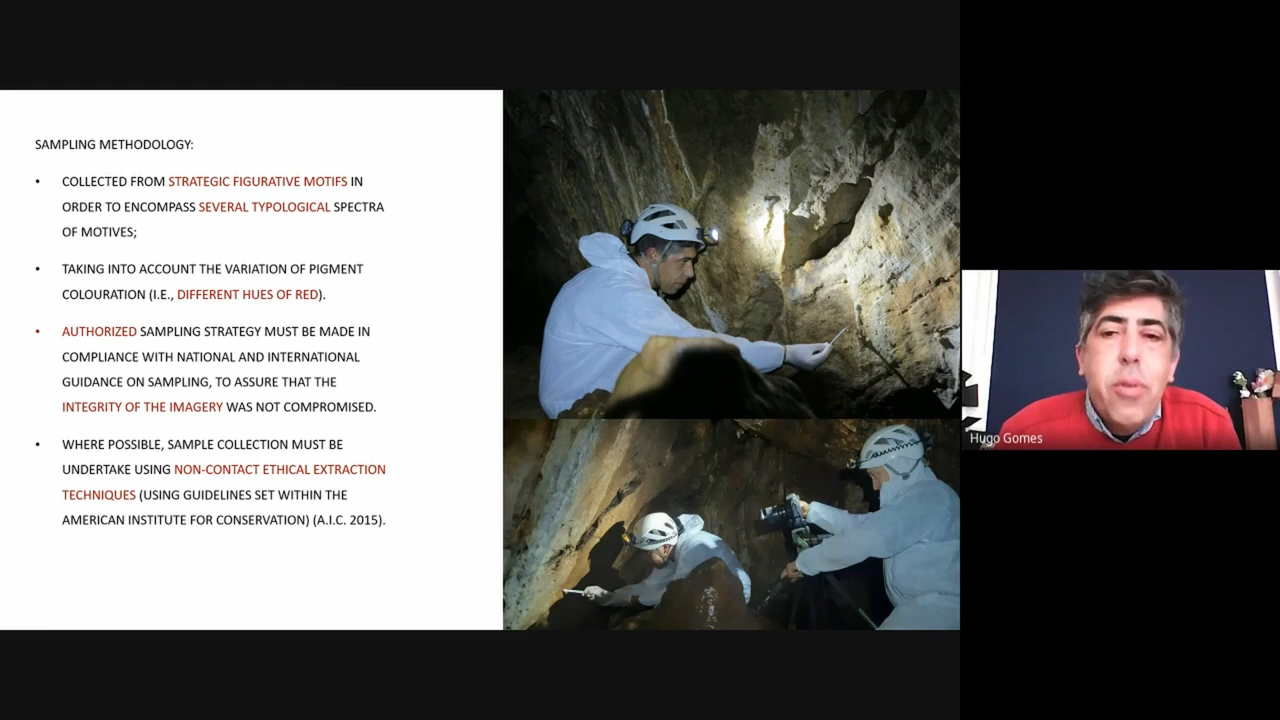 SAMPLING METHODOLOGY:
• COLLECTED FROM STRATEGIC FIGURATIVE MOTIFS IN
ORDER TO ENCOMPASS SEVERAL TYPOLOGICAL SPECTRA
OF MOTIVES;
• TAKING INTO ACCOUNT THE VARIATION OF PIGMENT
COLOURATION (I.E., DIFFERENT HUES OF RED).
• AUTHORIZED SAMPLING STRATEGY MUST BE MADE IN
COMPLIANCE WITH NATIONAL AND INTERNATIONAL
GUIDANCE ON SAMPLING, TO ASSURE THAT THE
INTEGRITY OF THE IMAGERY WAS NOT COMPROMISED.
• WHERE POSSIBLE, SAMPLE COLLECTION MUST BE
UNDERTAKE USING NON-CONTACT ETHICAL EXTRACTION
TECHNIQUES (USING GUIDELINES SET WITHIN THE
AMERICAN INSTITUTE FOR CONSERVATION) (A.I.C. 2015).
Hugo Gomes